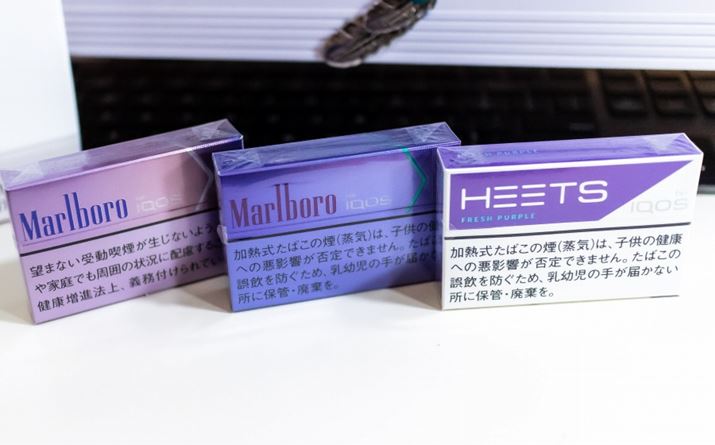 Marlboro
IQOS
望まない受動喫煙が生じないよう
や家庭でも周囲の状況に配慮する
健康増進法上、義務付けられてい
Marlboro
IQOS
加熱式たばこの煙(蒸気)は、子供の健康
への悪影響が否定できません。たば
誤飲を防ぐため、乳幼児の手が届か
所に保管・廃棄を。
HEETS
FRESH PURPLE
IQOS
加熱式たばこの煙(蒸気)は、子供の健康
への悪影響が否定できません。たばこの
誤飲を防ぐため、乳幼児の手が届かない
所に保管・廃棄を。